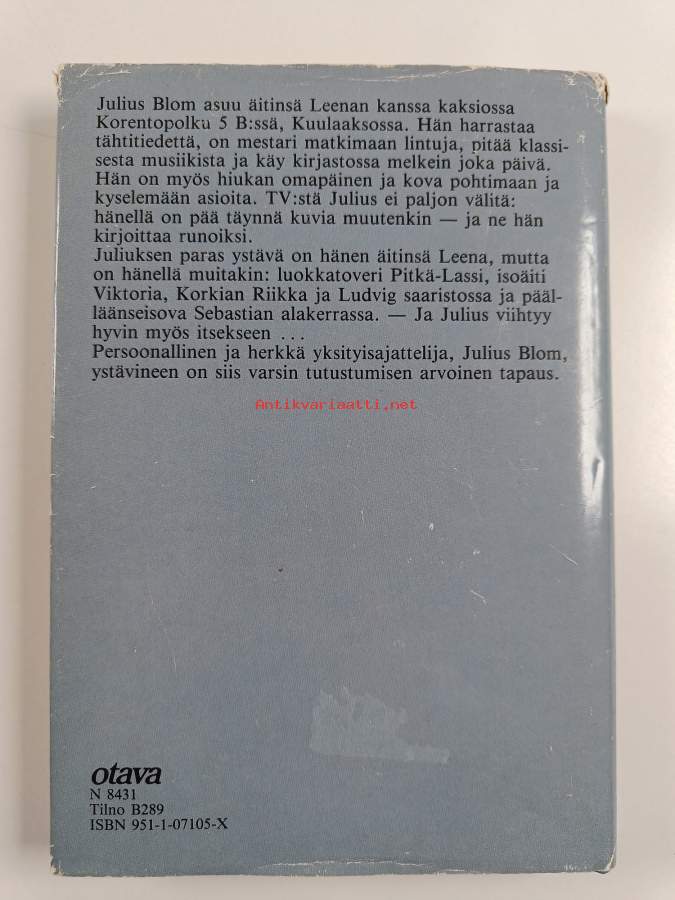 Julius Blom asuu äitinsä Leenan kanssa kaksiossa
Korentopolku 5 B:ssä, Kuulaaksossa. Hän harrastaa
tähtitiedettä, on mestari matkimaan lintuja, pitää klassi-
sesta musiikista ja käy kirjastossa melkein joka päivä.
Hän on myös hiukan omapäinen ja kova pohtimaan ja
kyselemään asioita. TV:stä Julius ei paljon välitä:
hänellä on pää täynnä kuvia muutenkin — ja ne hän
kirjoittaa runoiksi.
Juliuksen paras ystävä on hänen äitinsä Leena, mutta
on hänellä muitakin: luokkatoveri Pitkä-Lassi, isoäiti
Viktoria, Korkian Riikka ja Ludvig saaristossa ja pääl-
lläänseisova Sebastian alakerrassa. — Ja Julius viihtyy
hyvin myös itsekseen ...
Persoonallinen ja herkkä yksityisajattelija, Julius Blom,
ystävineen on siis varsin tutustumisen arvoinen tapaus.
Antikvariaatti.net
otava
N 8431
Tilno B289
ISBN 951-1-07105-X